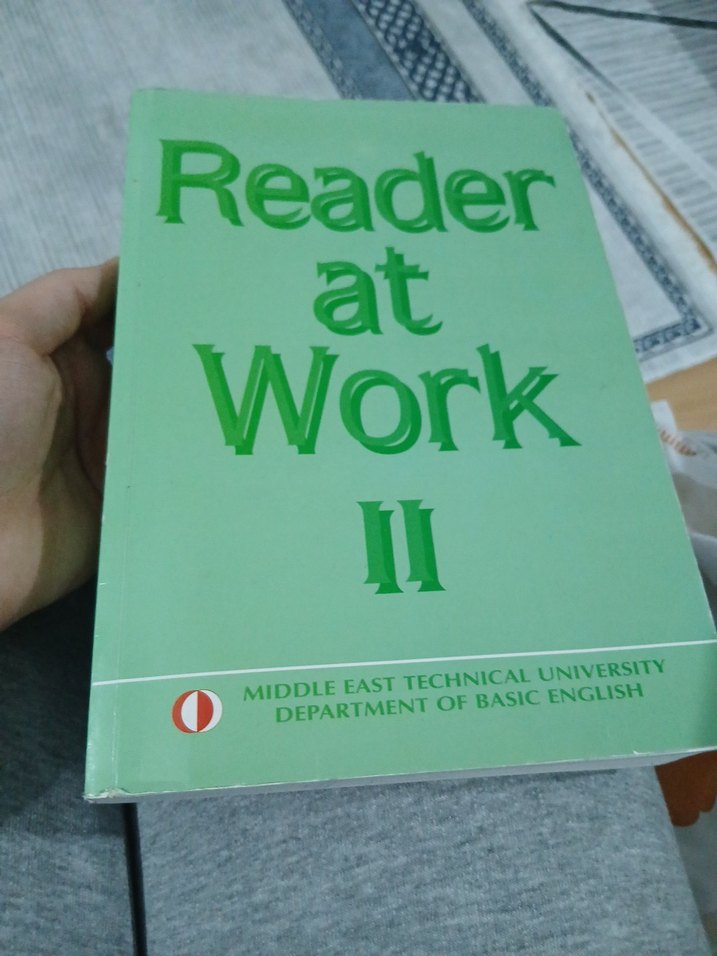 Reader
at
Work
II
MIDDLE EAST TECHNICAL UNIVERSITY
DEPARTMENT OF BASIC ENGLISH